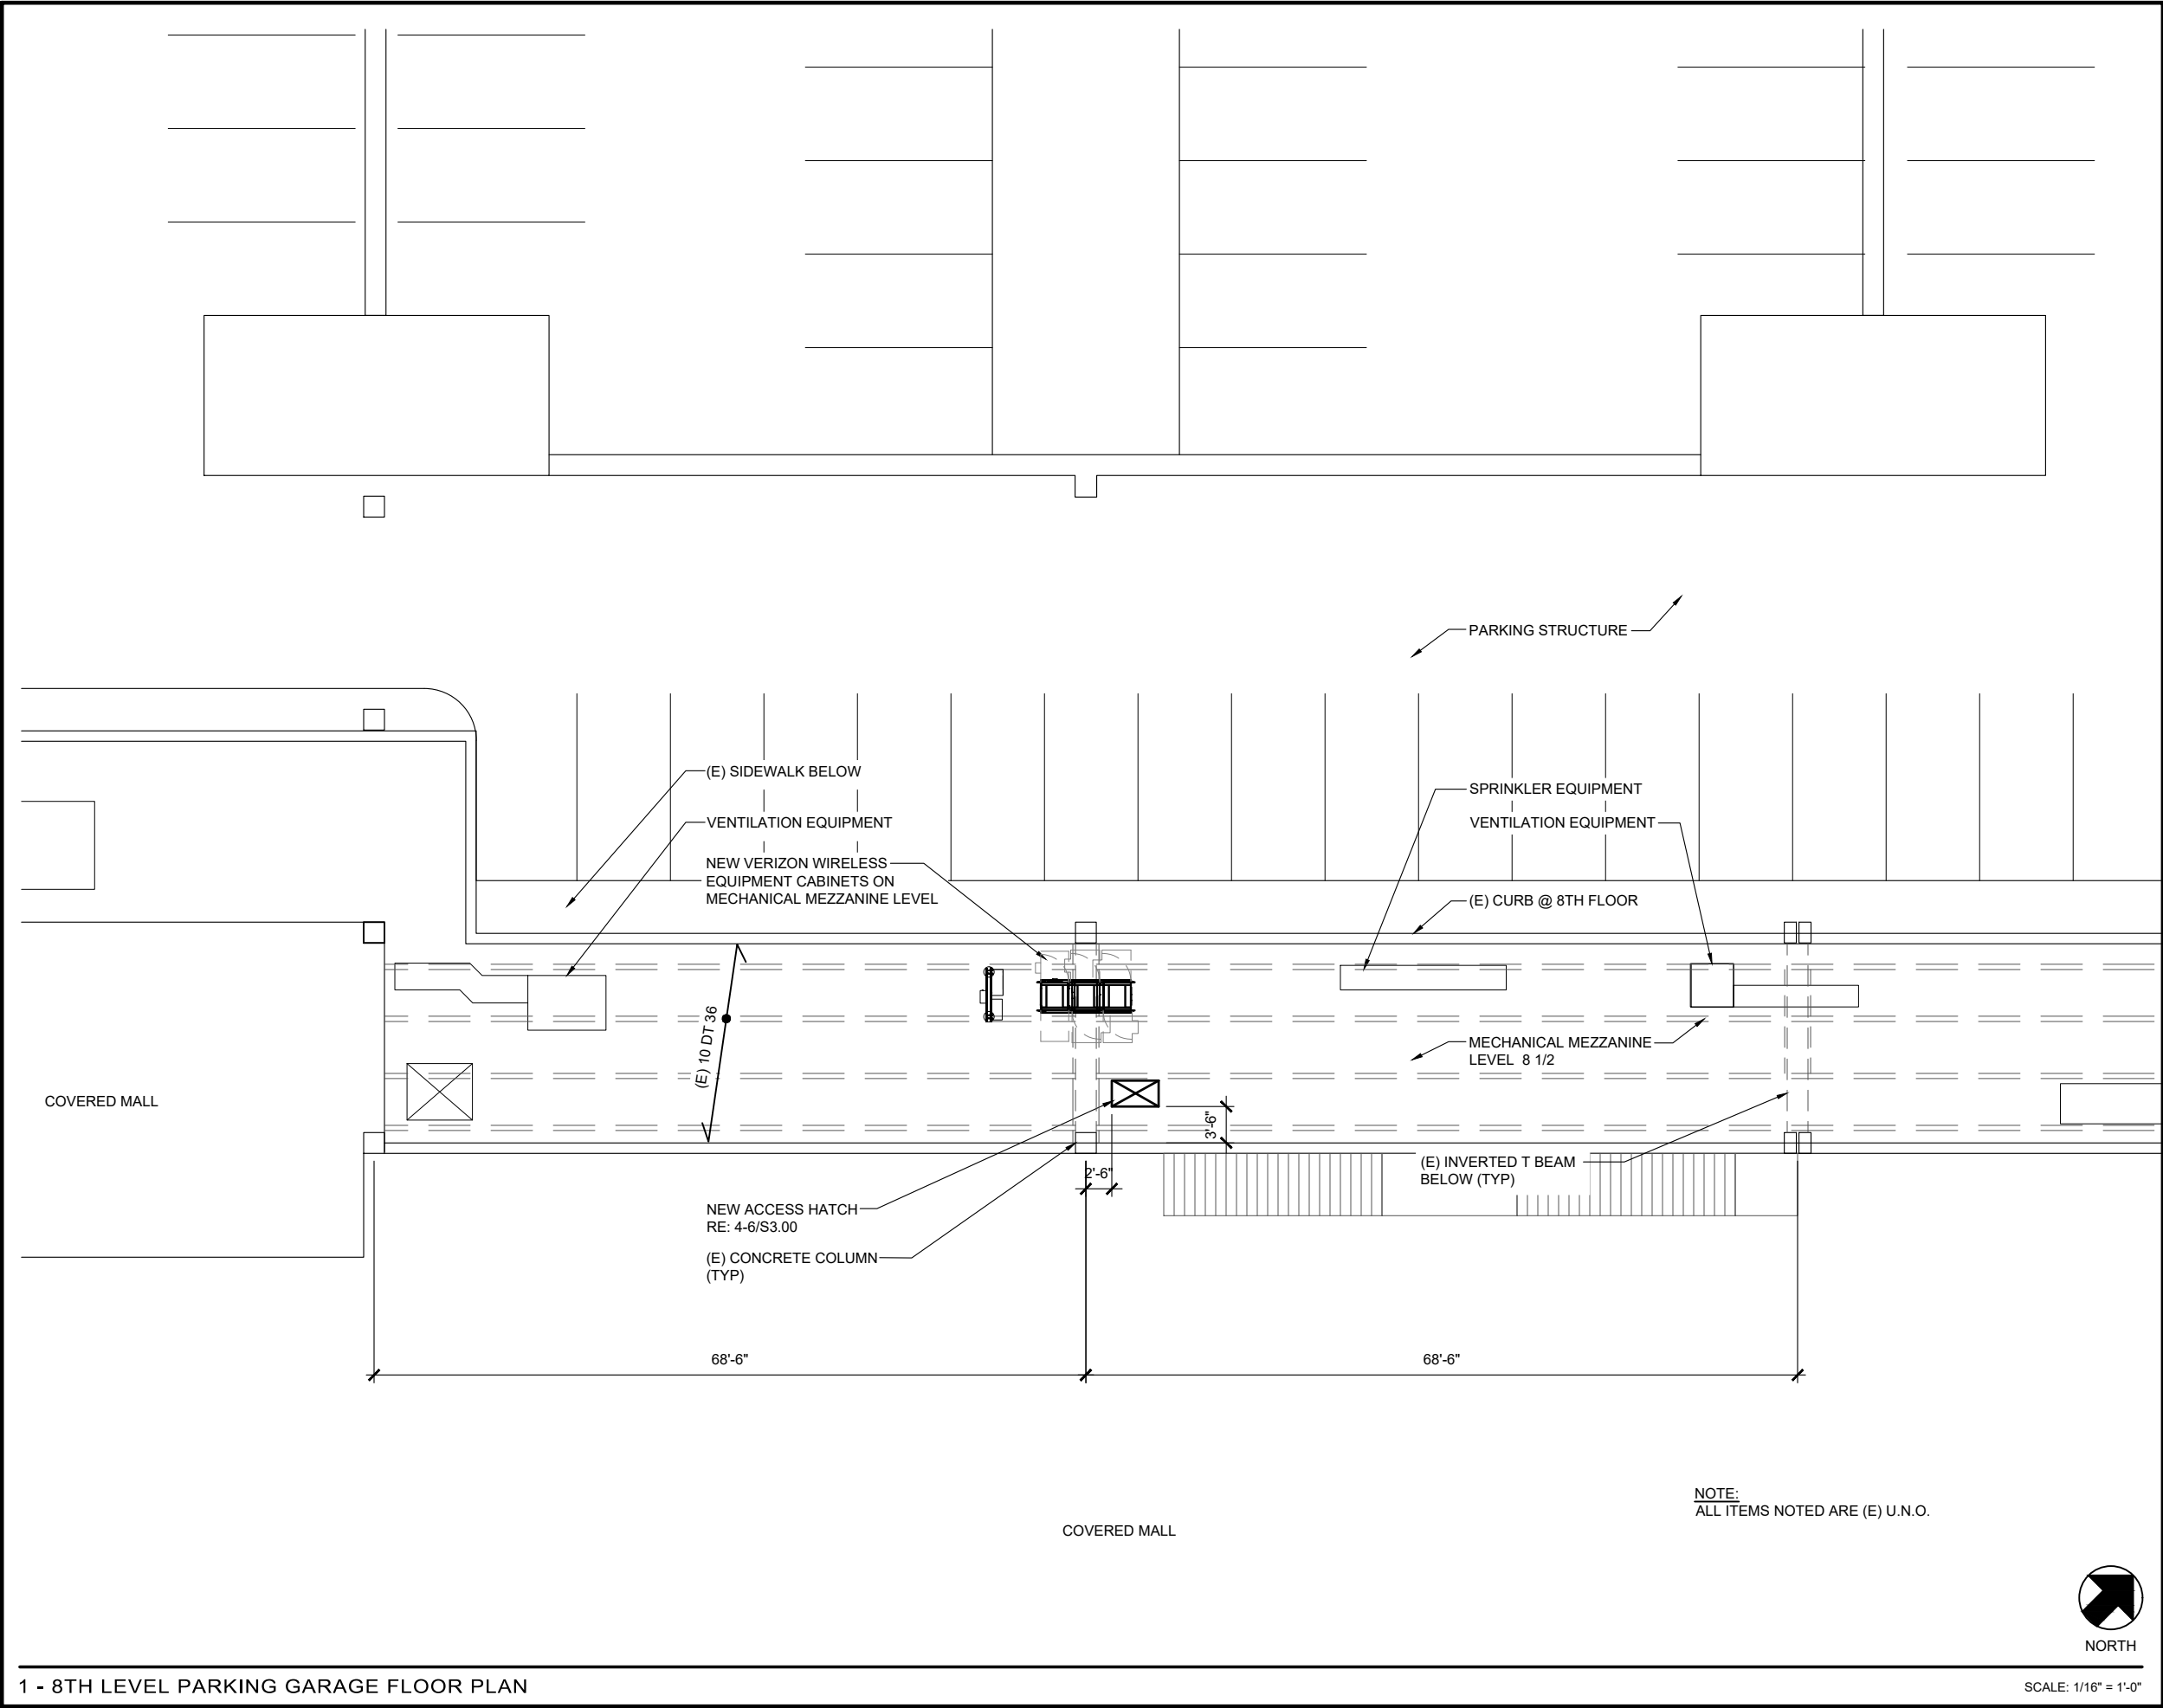 PARKING STRUCTURE
(E) SIDEWALK BELOW
SPRINKLER EQUIPMENT
VENTILATION EQUIPMENT
VENTILATION EQUIPMENT
NEW VERIZON WIRELESS
EQUIPMENT CABINETS ON
MECHANICAL MEZZANINE LEVEL
(E) CURB @ 8TH FLOOR
(E) 10 DT 36
MECHANICAL MEZZANINE
LEVEL 8 1/2
COVERED MALL
3'-6"
2'-6"
(E) INVERTED T BEAM
BELOW (TYP)
NEW ACCESS HATCH
RE: 4-6/S3.00
(E) CONCRETE COLUMN
(TYP)
68'-6"
68'-6"
NOTE:
ALL ITEMS NOTED ARE (E) U.N.O.
COVERED MALL
NORTH
1 - 8TH LEVEL PARKING GARAGE FLOOR PLAN
SCALE: 1/16" = 1'-0"